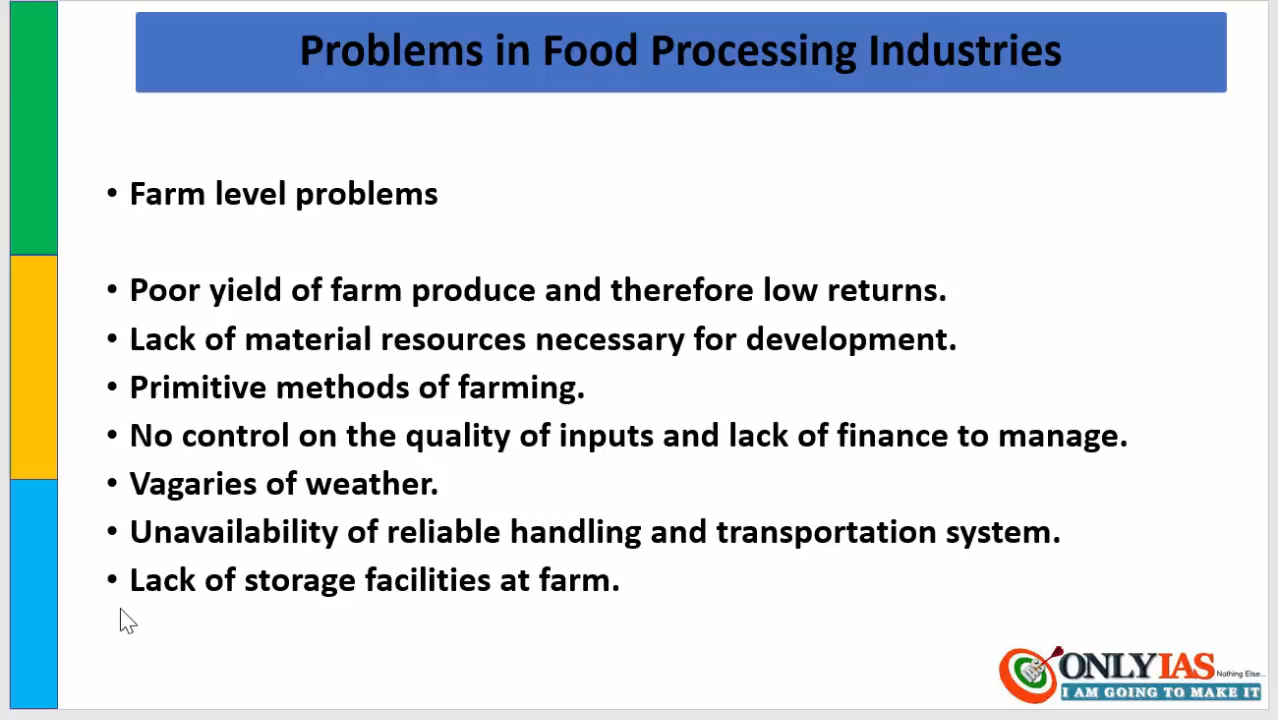 Problems in Food Processing Industries
• Farm level problems
• Poor yield of farm produce and therefore low returns.
• Lack of material resources necessary for development.
• Primitive methods of farming.
• No control on the quality of inputs and lack of finance to manage.
• Vagaries of weather.
• Unavailability of reliable handling and transportation system.
• Lack of storage facilities at farm.
ONLYIAS Nothing Else...
I AM GOING TO MAKE IT